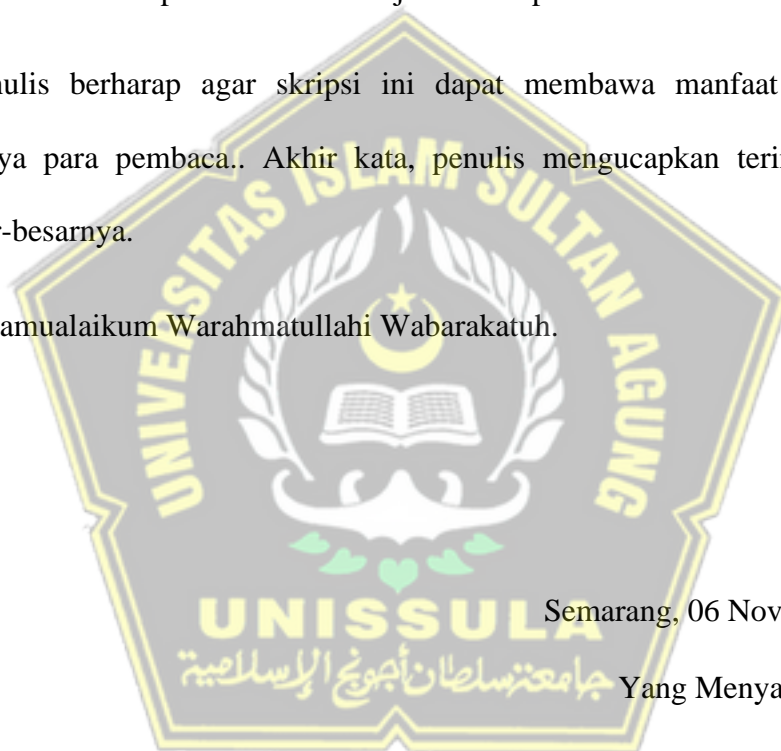 nulis berharap agar skripsi ini dapat membawa manfaat
ya para pembaca.. Akhir kata, penulis mengucapkan terin
r-besarnya.
amualaikum Warahmatullahi Wabarakatuh.
UNIVERSITAS ISLAM SULTAN AGUNG
Semarang, 06 Nov
UNISSULA
جامعة سلطان أجونج الإسلامية
Yang Menya